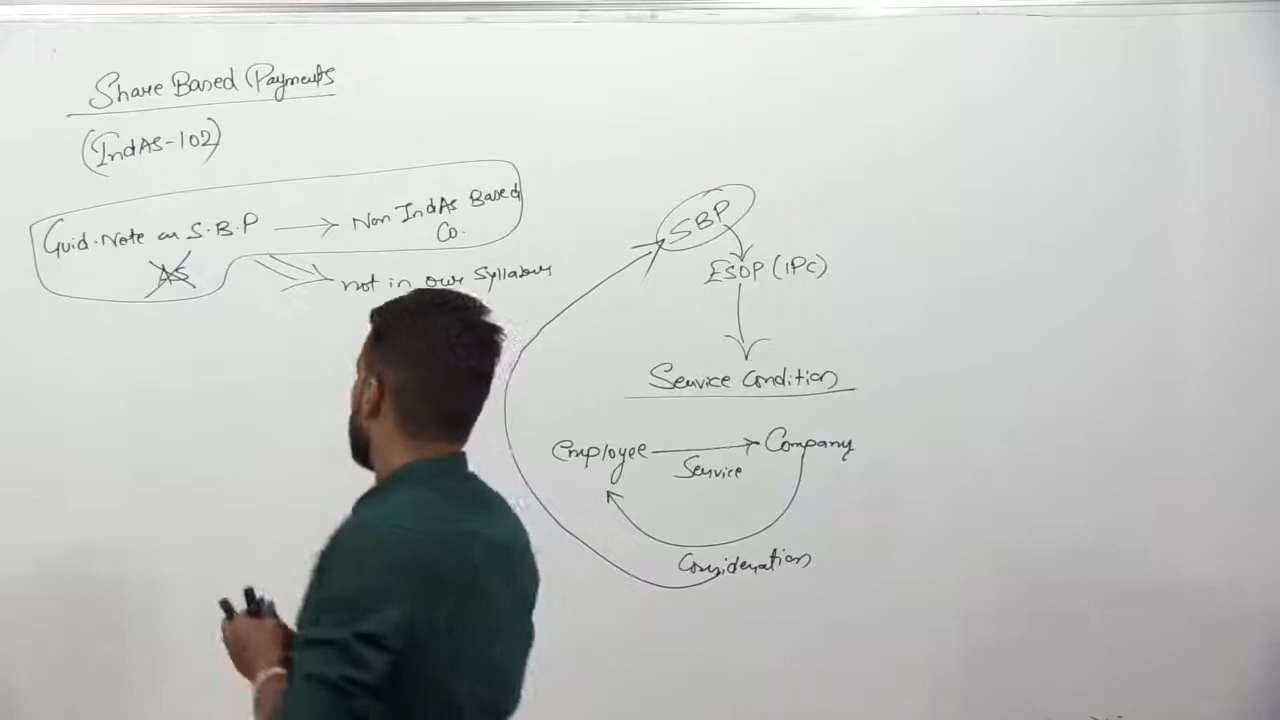 Share Based Payments
(IndAS-102)
Guid. Note on S.B.P → Non IndAs Based
Co.
AS
not in our Syllabus
SBP
ESOP (IPC)
Service Condition
Employee → Company
Service
Consideration